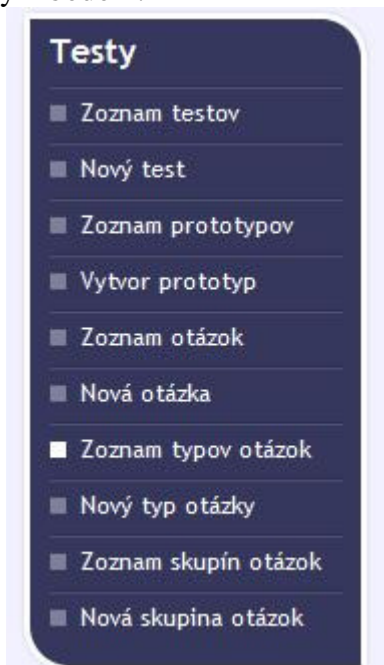 Testy
Zoznam testov
Nový test
Zoznam prototypov
Vytvor prototyp
Zoznam otázok
Nová otázka
Zoznam typov otázok
Nový typ otázky
Zoznam skupín otázok
Nová skupina otázok